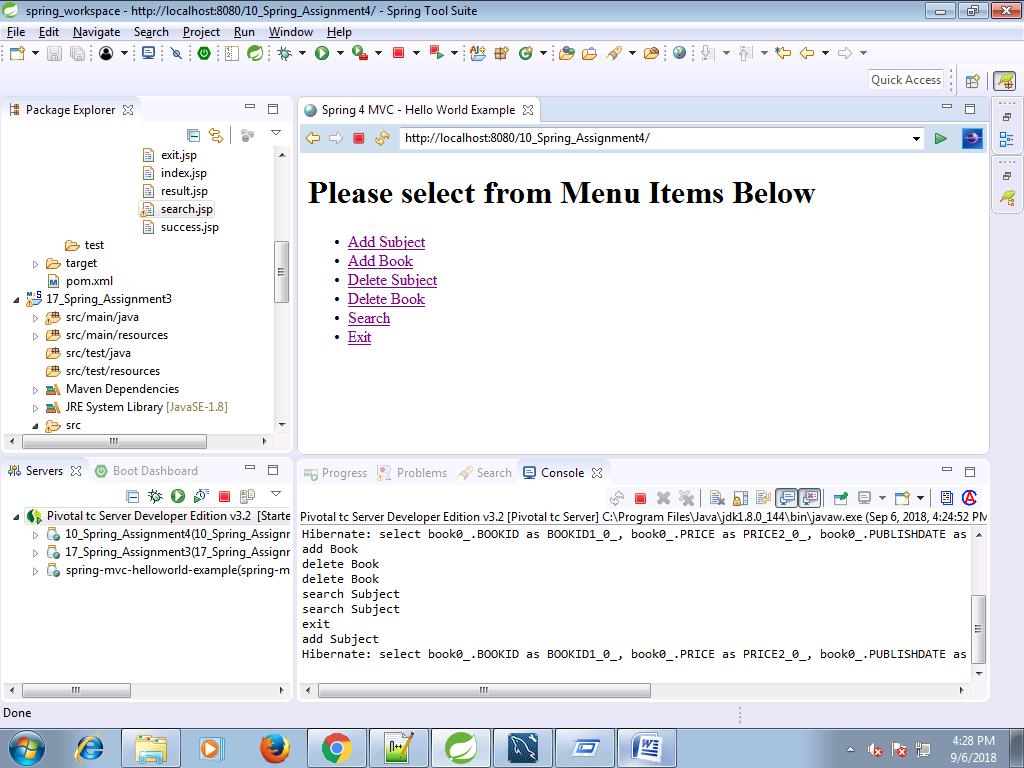 spring_workspace - http://localhost:8080/10_Spring_Assignment4/ - Spring Tool Suite
File Edit Navigate Search Project Run Window Help
Quick Access
Package Explorer
exit.jsp
index.jsp
result.jsp
search.jsp
success.jsp
test
target
pom.xml
17_Spring_Assignment3
src/main/java
src/main/resources
src/test/java
src/test/resources
Maven Dependencies
JRE System Library [JavaSE-1.8]
src
Spring 4 MVC - Hello World Example
http://localhost:8080/10_Spring_Assignment4/
Please select from Menu Items Below
• Add Subject
• Add Book
• Delete Subject
• Delete Book
• Search
• Exit
Servers Boot Dashboard
Pivotal tc Server Developer Edition v3.2 [Starte
10_Spring_Assignment4(10_Spring_Assignr
17_Spring_Assignment3(17_Spring_Assignr
spring-mvc-helloworld-example(spring-m
Progress Problems Search Console
Pivotal tc Server Developer Edition v3.2 [Pivotal tc Server] C:\Program Files\Java\jdk1.8.0_144\bin\javaw.exe (Sep 6, 2018, 4:24:52 PM
Hibernate: select book0_.BOOKID as BOOKID1_0_, book0_.PRICE as PRICE2_0_, book0_.PUBLISHDATE as
add Book
delete Book
delete Book
search Subject
search Subject
exit
add Subject
Hibernate: select book0_.BOOKID as BOOKID1_0_, book0_.PRICE as PRICE2_0_, book0_.PUBLISHDATE as
Done
4:28 PM
9/6/2018